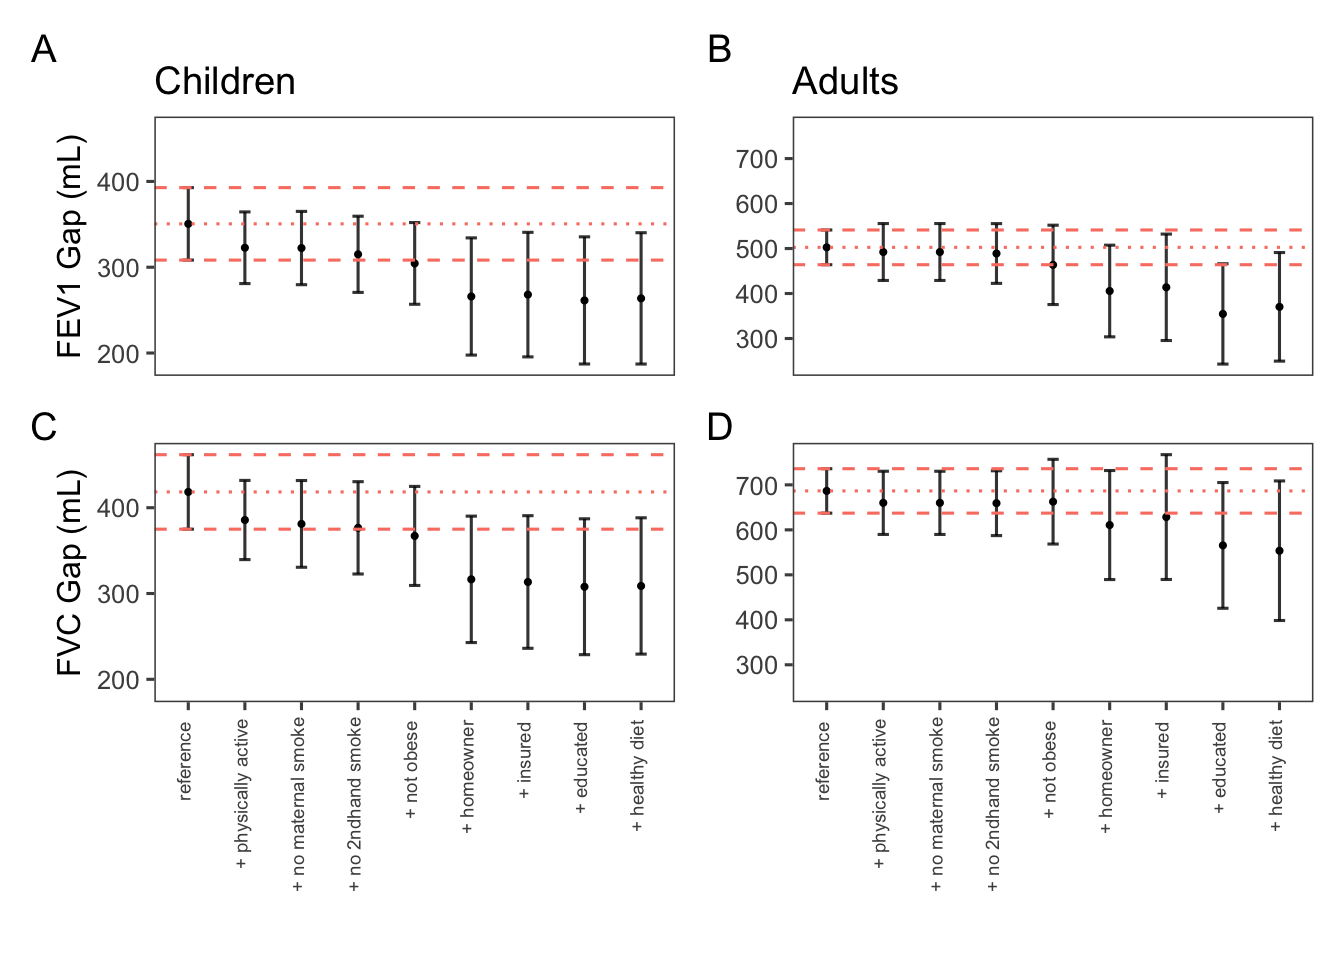 A
Children
FEV1 Gap (mL)
400
300
200
B
Adults
700
600
500
400
300
C
FVC Gap (mL)
400
300
200
reference
+ physically active
+ no maternal smoke
+ no 2ndhand smoke
+ not obese
+ homeowner
+ insured
+ educated
+ healthy diet
D
700
600
500
400
300
reference
+ physically active
+ no maternal smoke
+ no 2ndhand smoke
+ not obese
+ homeowner
+ insured
+ educated
+ healthy diet